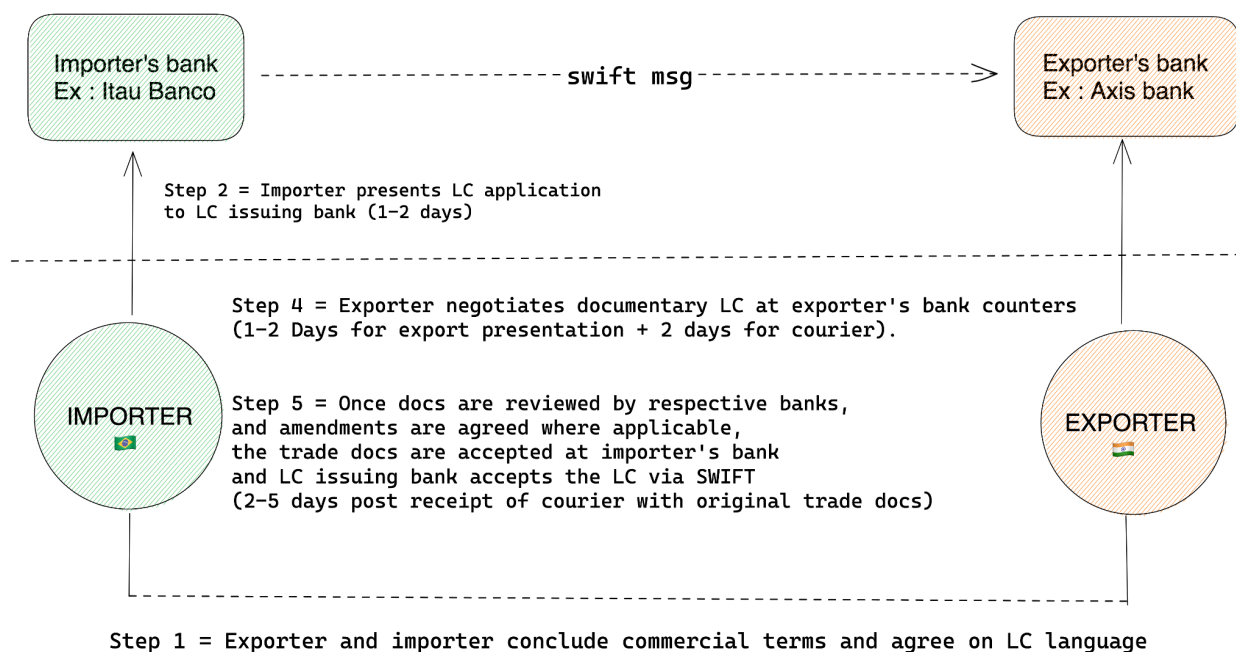 Importer's bank
Ex : Itau Banco
swift msg
Exporter's bank
Ex : Axis bank
Step 2 = Importer presents LC application
to LC issuing bank (1-2 days)
Step 4 = Exporter negotiates documentary LC at exporter's bank counters
(1-2 Days for export presentation + 2 days for courier).
IMPORTER
Step 5 = Once docs are reviewed by respective banks,
and amendments are agreed where applicable,
the trade docs are accepted at importer's bank
and LC issuing bank accepts the LC via SWIFT
(2-5 days post receipt of courier with original trade docs)
EXPORTER
Step 1 = Exporter and importer conclude commercial terms and agree on LC language